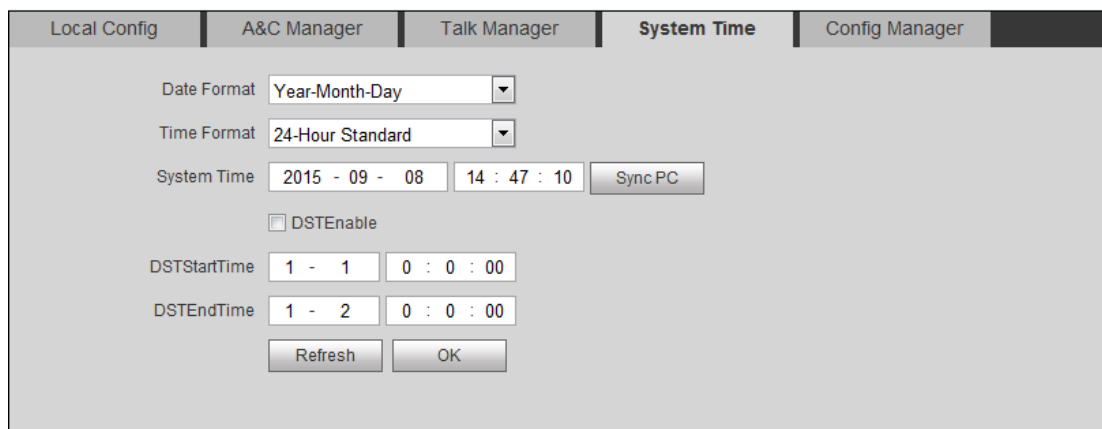 Local Config A&C Manager Talk Manager System Time Config Manager
Date Format Year-Month-Day
Time Format 24-Hour Standard
System Time 2015 - 09 - 08 14 : 47 : 10 Sync PC
DSTEnable
DSTStartTime 1 - 1 0 : 0 : 00
DSTEndTime 1 - 2 0 : 0 : 00
Refresh OK